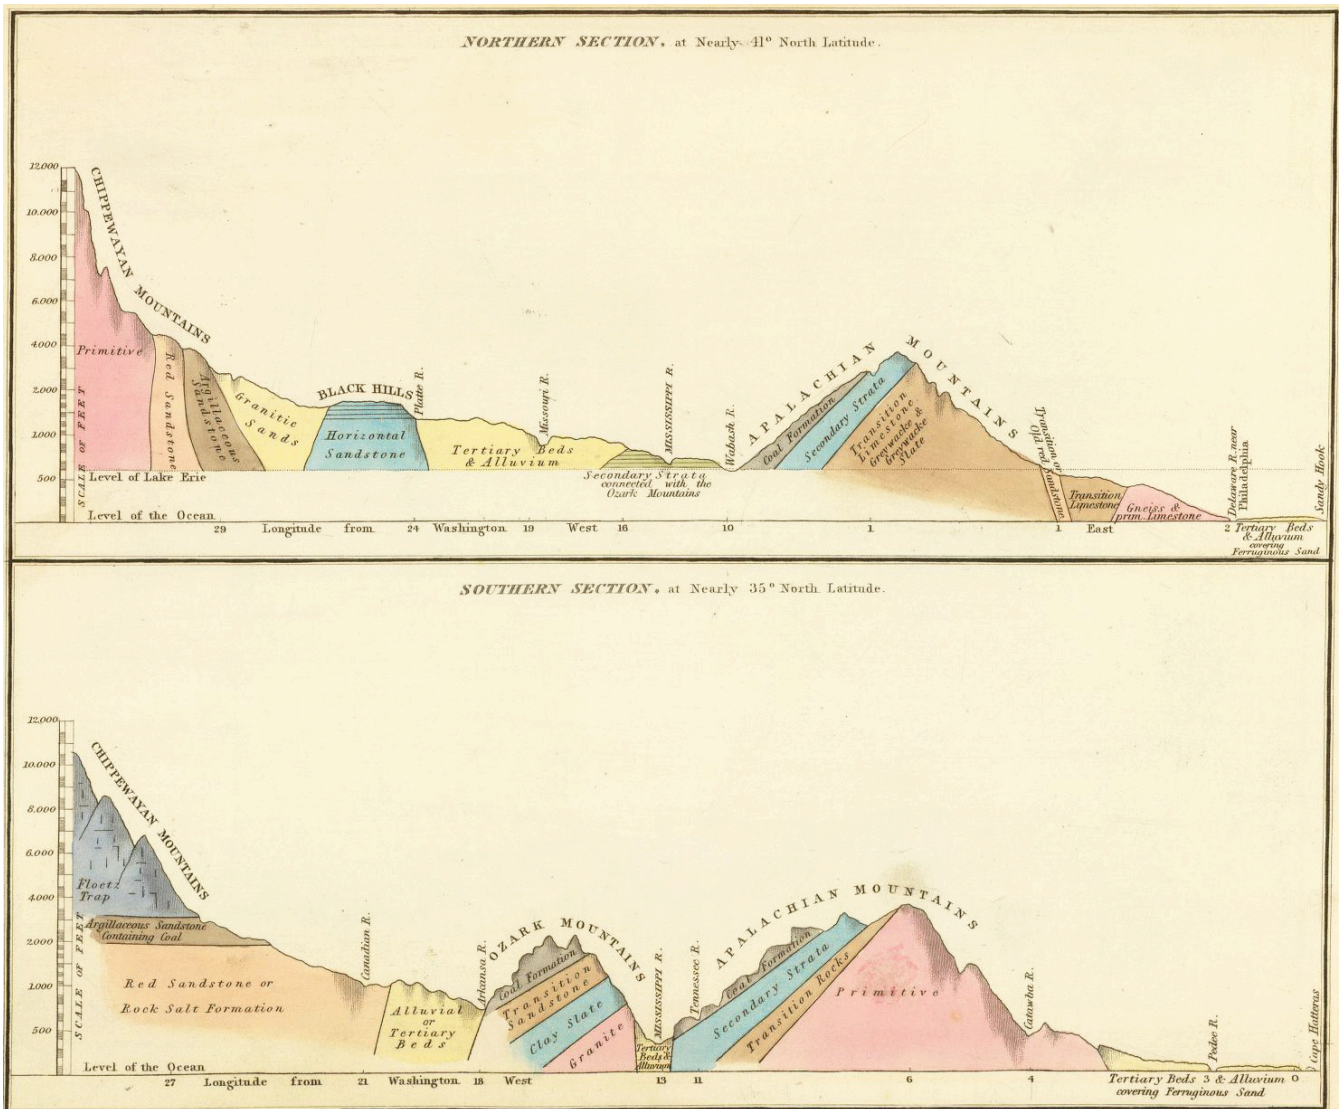 NORTHERN SECTION, at Nearly 41° North Latitude.
12.000
10.000
8.000
6.000
4.000
2.000
1000
500
SCALE OF FEET
CHIPPEWAYAN MOUNTAINS
Primitive
Red Sandstone
Argillaceous
Sandstone
Granitic
Sands
BLACK HILLS
Horizontal
Sandstone
Platte R.
Tertiary Beds
& Alluvium
Missouri R.
Secondary Strata
connected with the
Ozark Mountains
MISSISSIPPI R.
Wabash R.
APALACHIAN MOUNTAINS
Coal Formation
Secondary Strata
Transition
Limestone
Greywacke &
Greywacke
Slate
Transition or
Old red Sandstone
Transition
Limestone
Gneiss &
prim. Limestone
Delaware R. near
Philadelphia
Sandy Hook
Level of Lake Erie
Level of the Ocean
29 Longitude from 24 Washington 19 West 16 10 1 1 East 2
Tertiary Beds
& Alluvium
covering
Ferruginous Sand
SOUTHERN SECTION, at Nearly 35° North Latitude.
12.000
10.000
8.000
6.000
4.000
2.000
1.000
500
SCALE OF FEET
CHIPPEWAYAN MOUNTAINS
Floetz
Trap
Argillaceous Sandstone
Containing Coal
Red Sandstone or
Rock Salt Formation
Canadian R.
Alluvial
or
Tertiary
Beds
Arkansa R.
OZARK MOUNTAINS
Coal Formation
Transition
Sandstone
Clay Slate
Granite
MISSISSIPPI R.
Tertiary
Beds &
Alluvium
Tennessee R.
APALACHIAN MOUNTAINS
Coal Formation
Secondary Strata
Transition Rocks
Primitive
Catawba R.
Pedee R.
Cape Hatteras
Level of the Ocean
27 Longitude from 21 Washington 18 West 13 11 6 4 Tertiary Beds 3 & Alluvium 0
covering Ferruginous Sand